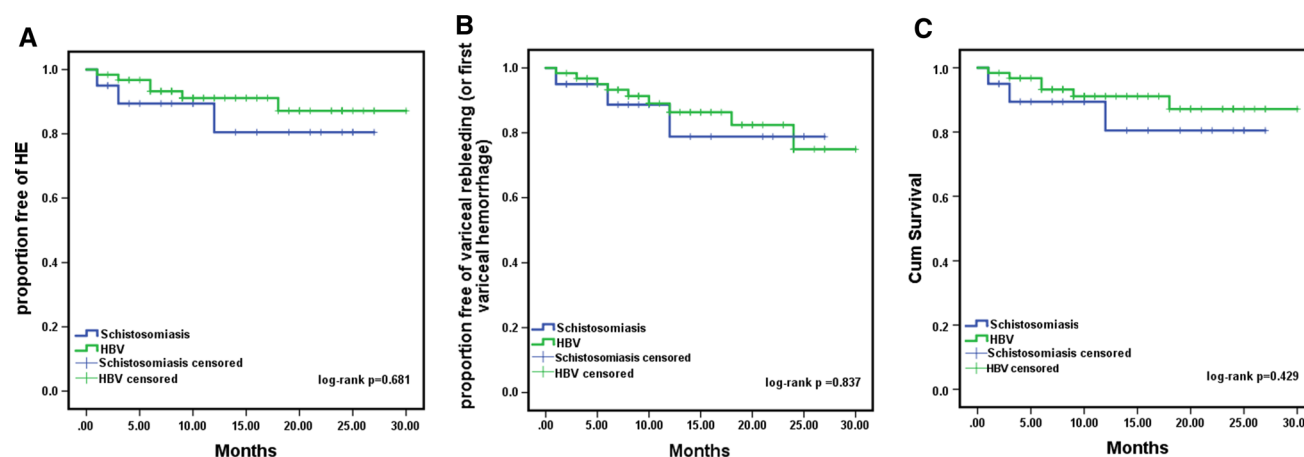 A
proportion free of HE
1.0
0.8
0.6
0.4
0.2
0.0
Schistosomiasis
HBV
Schistosomiasis censored
HBV censored
log-rank p=0.681
.00 5.00 10.00 15.00 20.00 25.00 30.00
Months
B
proportion free of variceal rebleeding (or first
variceal hemorrhage)
1.0
0.8
0.6
0.4
0.2
0.0
Schistosomiasis
HBV
Schistosomiasis censored
HBV censored
log-rank p =0.837
.00 5.00 10.00 15.00 20.00 25.00 30.00
Months
C
Cum Survival
1.0
0.8
0.6
0.4
0.2
0.0
Schistosomiasis
HBV
Schistosomiasis censored
HBV censored
log-rank p=0.429
.00 5.00 10.00 15.00 20.00 25.00 30.00
Months